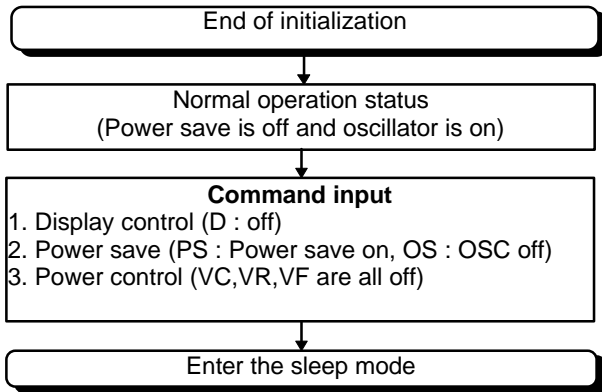 End of initialization
Normal operation status
(Power save is off and oscillator is on)
Command input
1. Display control (D : off)
2. Power save (PS : Power save on, OS : OSC off)
3. Power control (VC,VR,VF are all off)
Enter the sleep mode